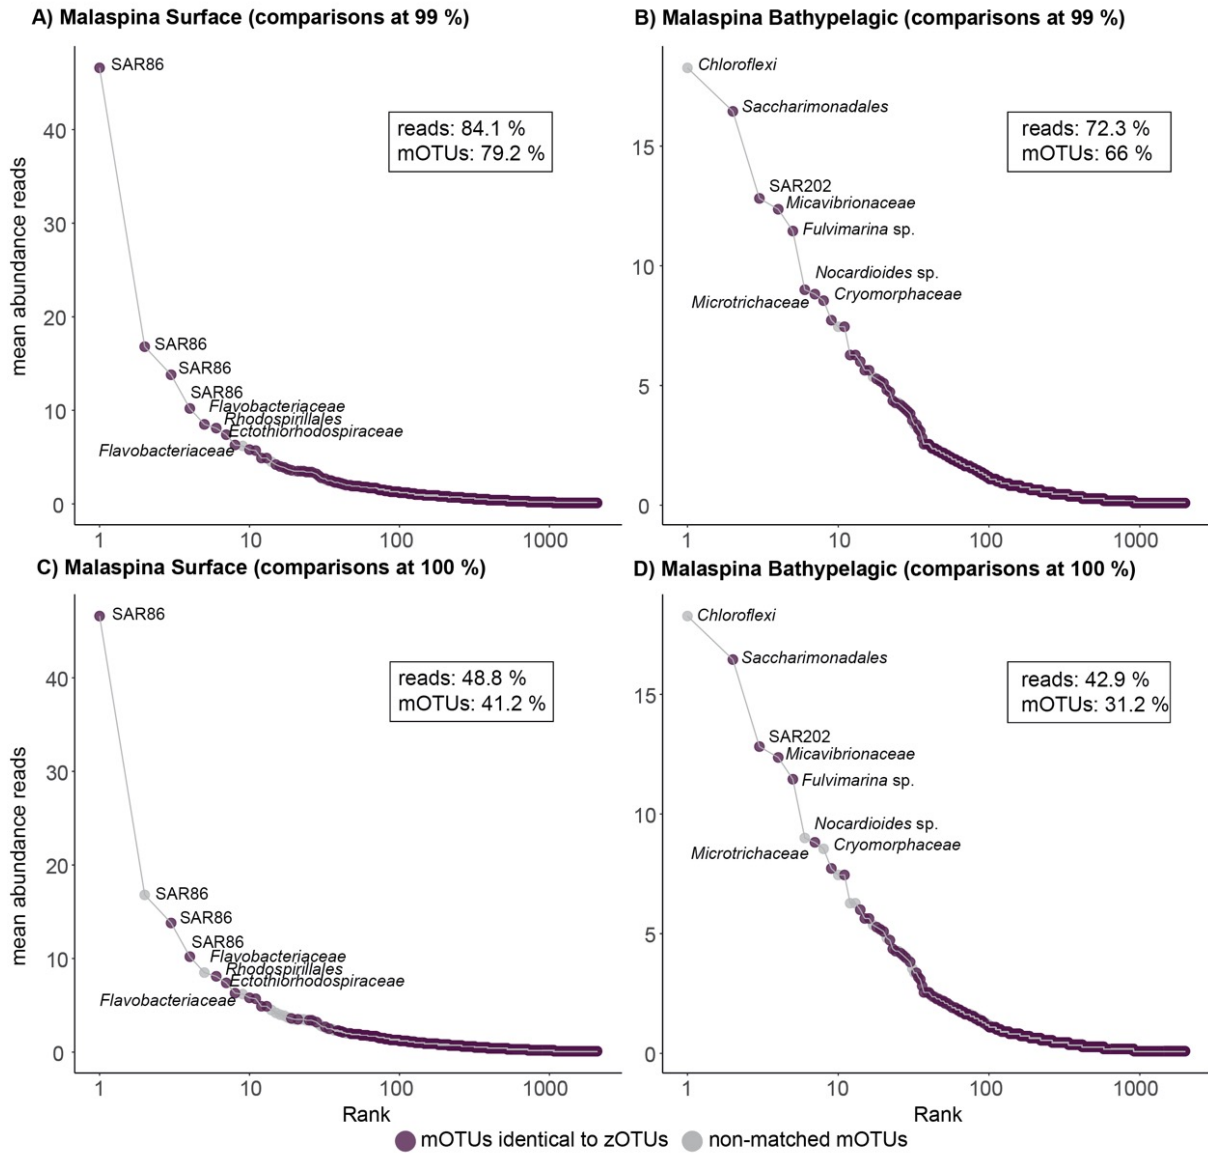 A) Malaspina Surface (comparisons at 99 %)
mean abundance reads
40
30
20
10
0
1
10
100
1000
SAR86
SAR86
SAR86
SAR86
Flavobacteriaceae
Rhodospirillales
Ectothiorhodospiraceae
Flavobacteriaceae
reads: 84.1 %
mOTUs: 79.2 %
B) Malaspina Bathypelagic (comparisons at 99 %)
15
10
5
0
1
10
100
1000
Chloroflexi
Saccharimonadales
SAR202
Micavibrionaceae
Fulvimarina sp.
Nocardioides sp.
Cryomorphaceae
Microtrichaceae
reads: 72.3 %
mOTUs: 66 %
C) Malaspina Surface (comparisons at 100 %)
mean abundance reads
40
30
20
10
0
1
10
100
1000
Rank
SAR86
SAR86
SAR86
SAR86
Flavobacteriaceae
Rhodospirillales
Ectothiorhodospiraceae
Flavobacteriaceae
reads: 48.8 %
mOTUs: 41.2 %
D) Malaspina Bathypelagic (comparisons at 100 %)
15
10
5
0
1
10
100
1000
Rank
Chloroflexi
Saccharimonadales
SAR202
Micavibrionaceae
Fulvimarina sp.
Nocardioides sp.
Cryomorphaceae
Microtrichaceae
reads: 42.9 %
mOTUs: 31.2 %
mOTUs identical to zOTUs
non-matched mOTUs